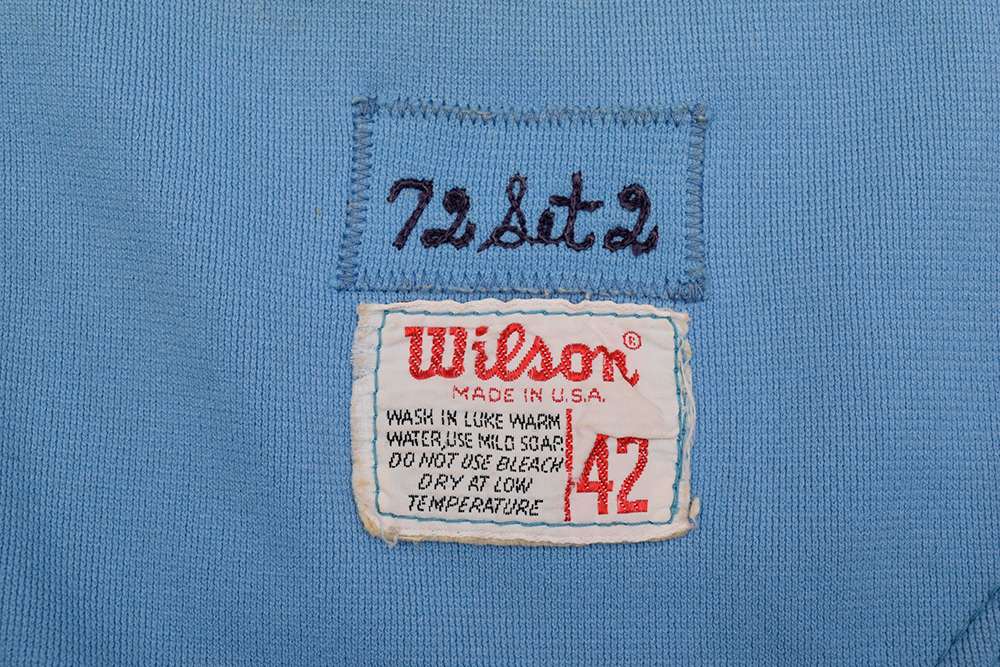 72 Set 2
Wilson®
MADE IN U.S.A.
WASH IN LUKE WARM
WATER, USE MILD SOAP.
DO NOT USE BLEACH
DRY AT LOW
TEMPERATURE
42